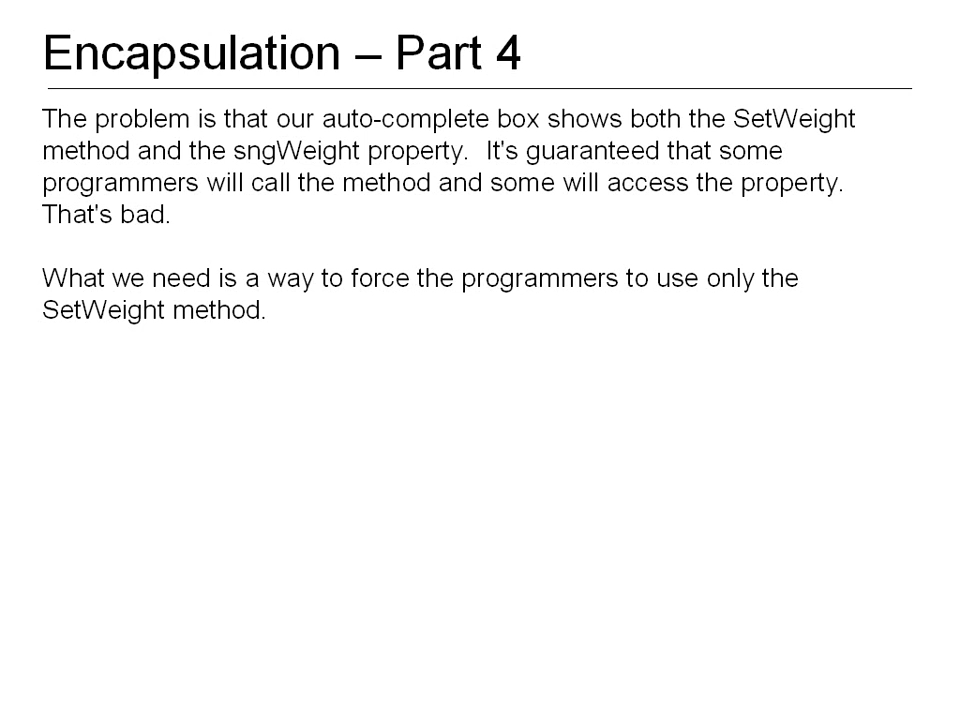 Encapsulation – Part 4
The problem is that our auto-complete box shows both the SetWeight
method and the sngWeight property.  It's guaranteed that some
programmers will call the method and some will access the property.
That's bad.
What we need is a way to force the programmers to use only the
SetWeight method.